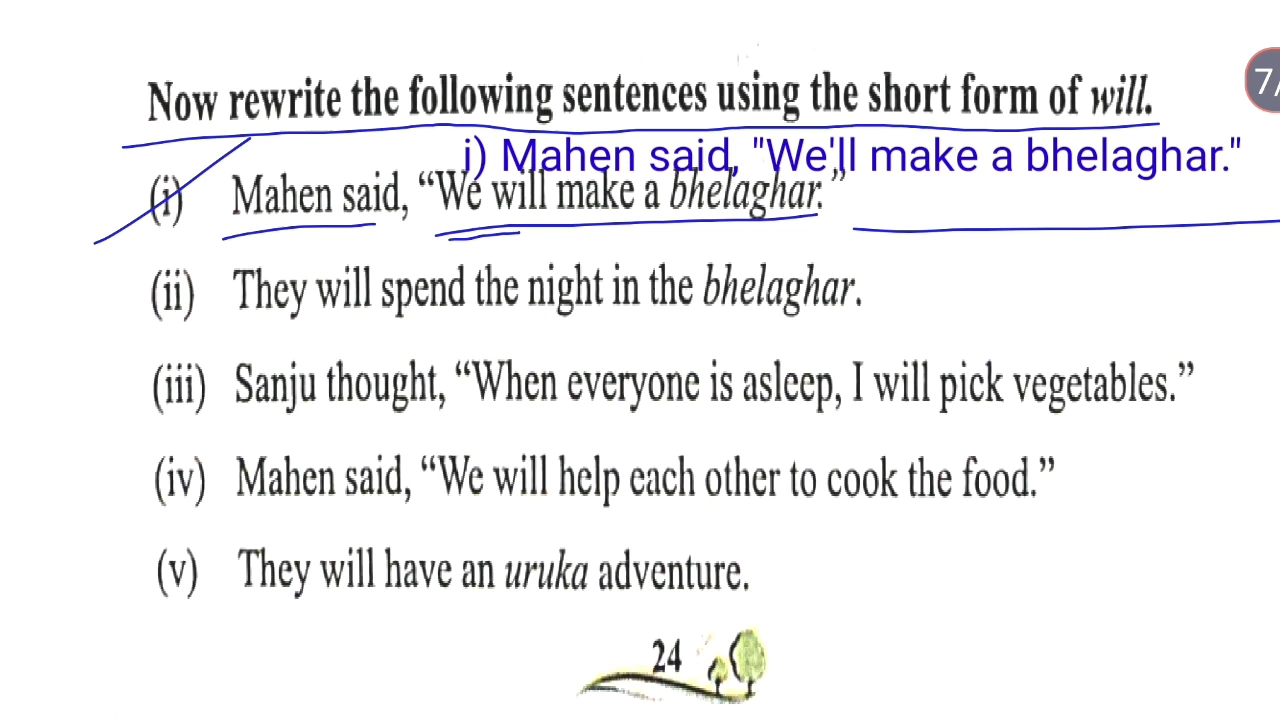 Now rewrite the following sentences using the short form of will.
7/
i) Mahen said, "We'll make a bhelaghar."
(i) Mahen said, “We will make a bhelaghar.”
(ii) They will spend the night in the bhelaghar.
(iii) Sanju thought, “When everyone is asleep, I will pick vegetables.”
(iv) Mahen said, “We will help each other to cook the food.”
(v) They will have an uruka adventure.
24